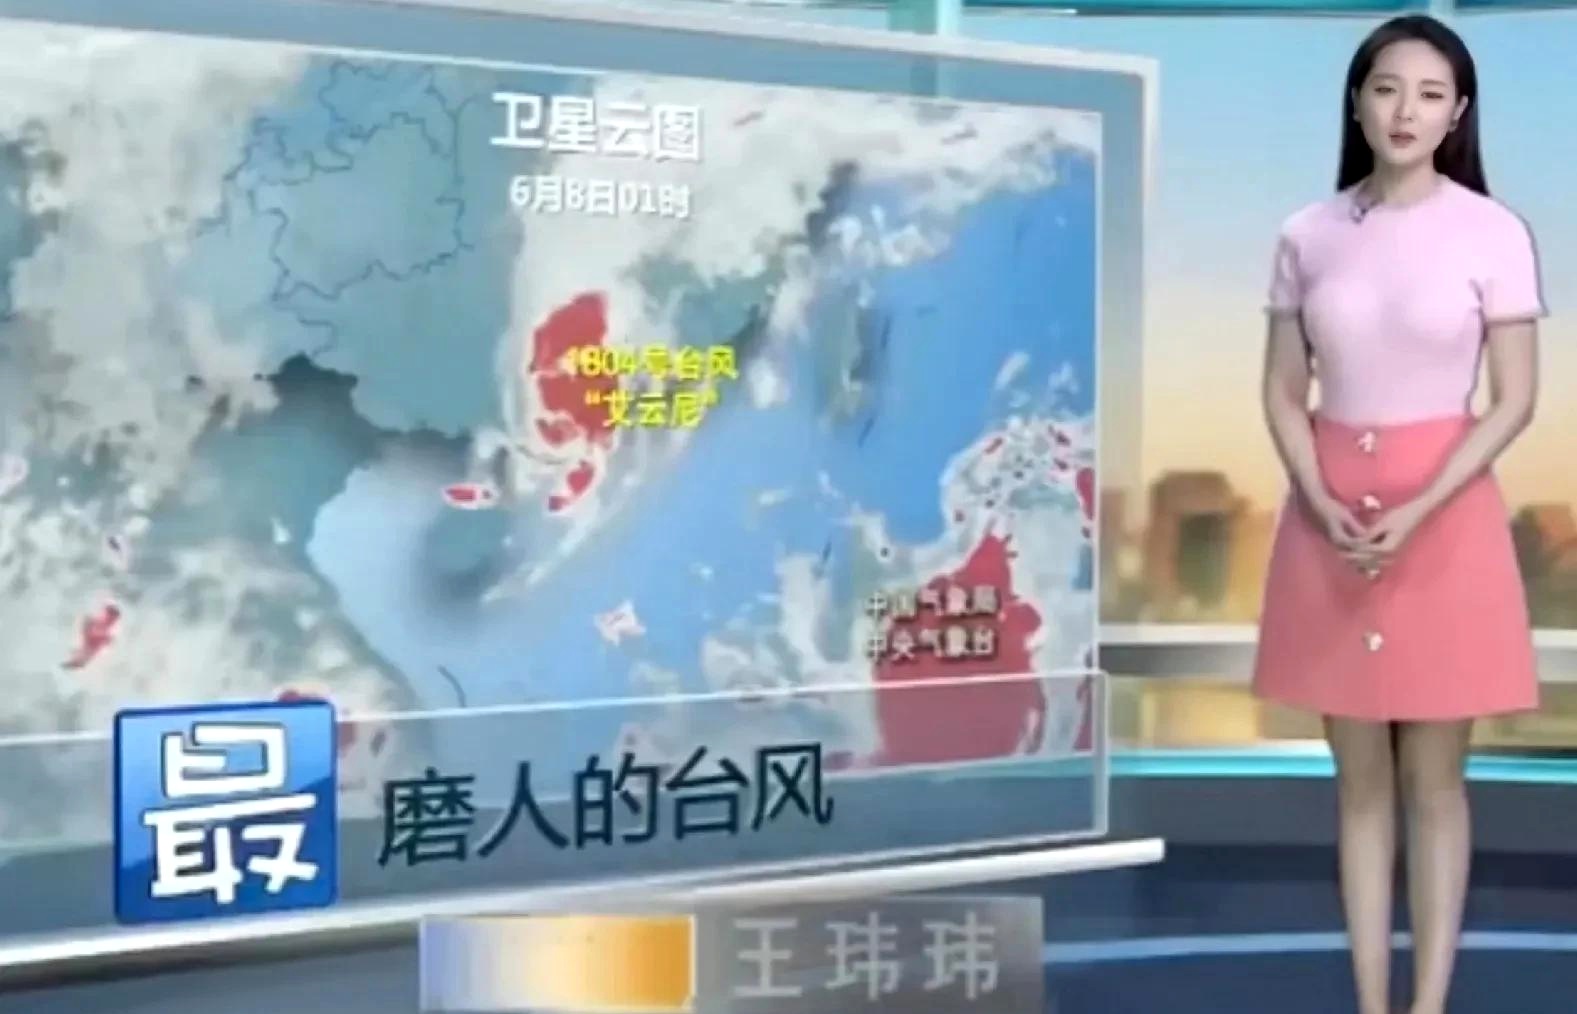 卫星云图
6月8日01时
1804号台风
“艾云尼”
中国气象局
中央气象台
最
磨人的台风
王玮玮